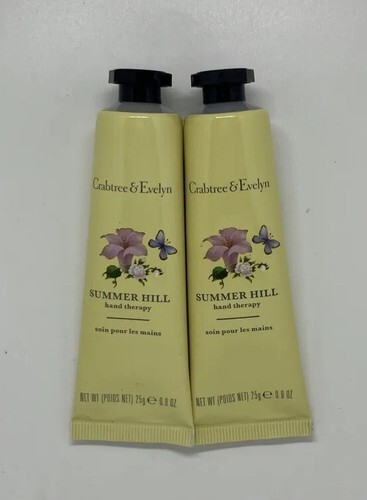 Crabtree & Evelyn
SUMMER HILL
hand therapy
soin pour les mains
NET WT (POIDS NET) 25g ℮ 0.9 OZ
Crabtree & Evelyn
SUMMER HILL
hand therapy
soin pour les mains
NET WT (POIDS NET) 25g ℮ 0.9 OZ